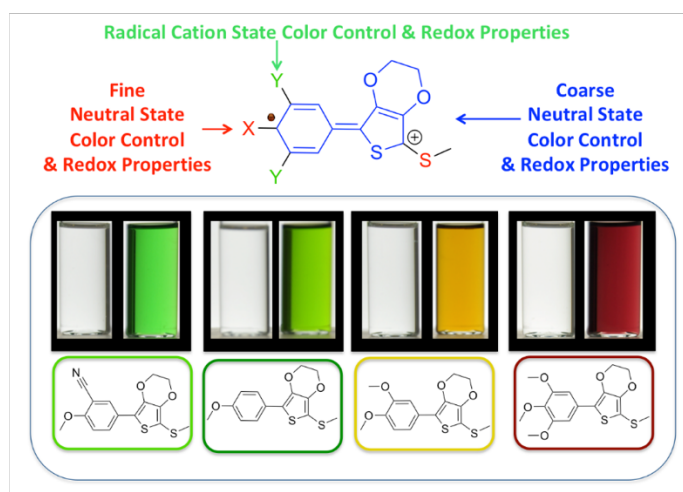 Radical Cation State Color Control & Redox Properties
Fine
Neutral State
Color Control
& Redox Properties
Y
X
Y
O
O
S
S
Coarse
Neutral State
Color Control
& Redox Properties
N
O
O
O
S
S
O
O
O
S
S
O
O
O
O
S
S
O
O
O
O
O
S
S